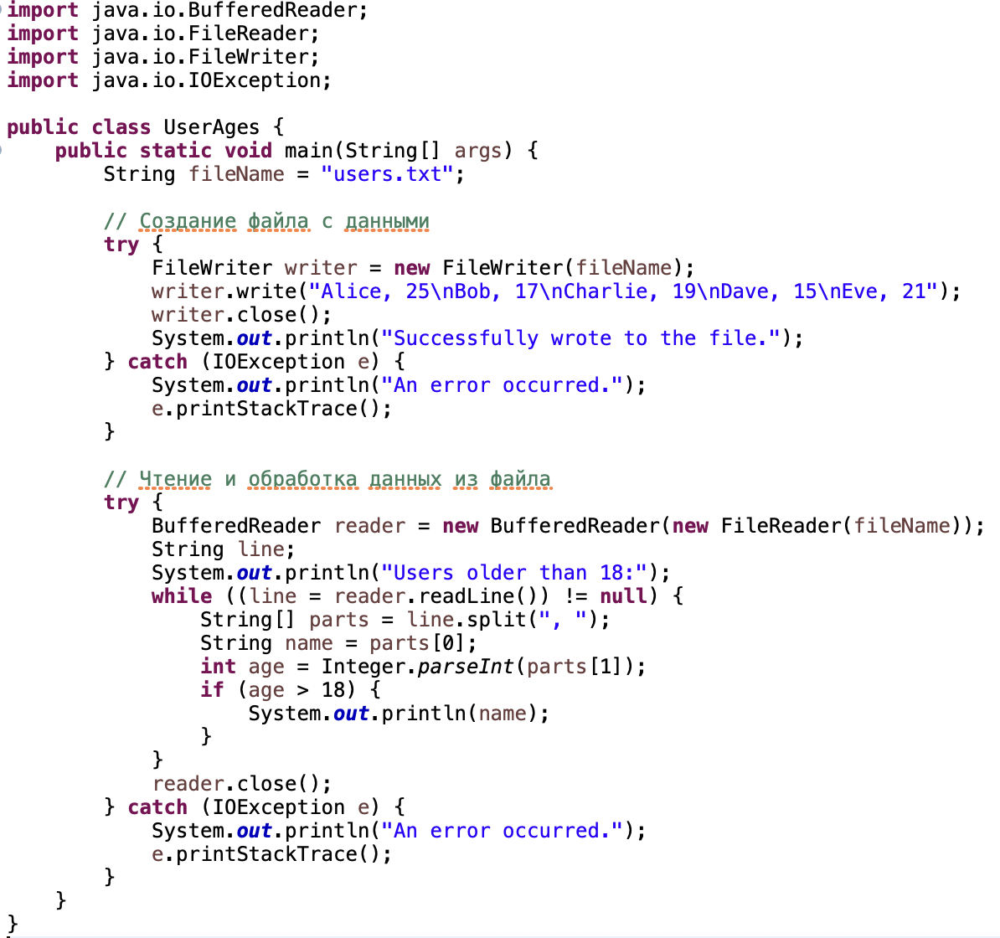 import java.io.BufferedReader;
import java.io.FileReader;
import java.io.FileWriter;
import java.io.IOException;

public class UserAges {
    public static void main(String[] args) {
        String fileName = "users.txt";

        // Создание файла с данными
        try {
            FileWriter writer = new FileWriter(fileName);
            writer.write("Alice, 25\nBob, 17\nCharlie, 19\nDave, 15\nEve, 21");
            writer.close();
            System.out.println("Successfully wrote to the file.");
        } catch (IOException e) {
            System.out.println("An error occurred.");
            e.printStackTrace();
        }

        // Чтение и обработка данных из файла
        try {
            BufferedReader reader = new BufferedReader(new FileReader(fileName));
            String line;
            System.out.println("Users older than 18:");
            while ((line = reader.readLine()) != null) {
                String[] parts = line.split(", ");
                String name = parts[0];
                int age = Integer.parseInt(parts[1]);
                if (age > 18) {
                    System.out.println(name);
                }
            }
            reader.close();
        } catch (IOException e) {
            System.out.println("An error occurred.");
            e.printStackTrace();
        }
    }
}